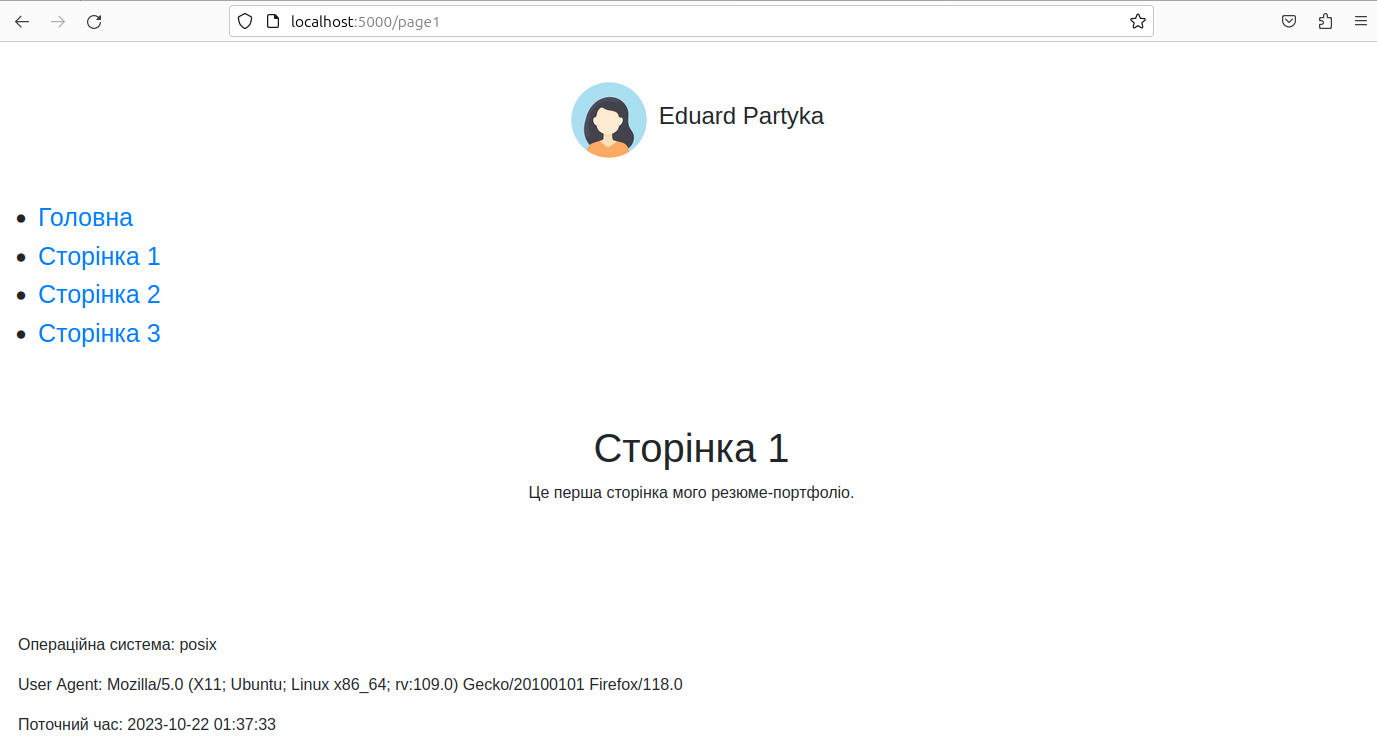 localhost:5000/page1
Eduard Partyka
Головна
Сторінка 1
Сторінка 2
Сторінка 3
Сторінка 1
Це перша сторінка мого резюме-портфоліо.
Операційна система: posix
User Agent: Mozilla/5.0 (X11; Ubuntu; Linux x86_64; rv:109.0) Gecko/20100101 Firefox/118.0
Поточний час: 2023-10-22 01:37:33